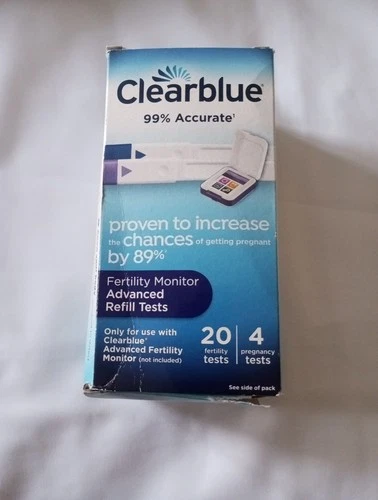 Clearblue®
99% Accurate†
proven to increase
the chances of getting pregnant
by 89%
Fertility Monitor
Advanced
Refill Tests
Only for use with
Clearblue®
Advanced Fertility
Monitor (not included)
20
fertility
tests
4
pregnancy
tests
See side of pack